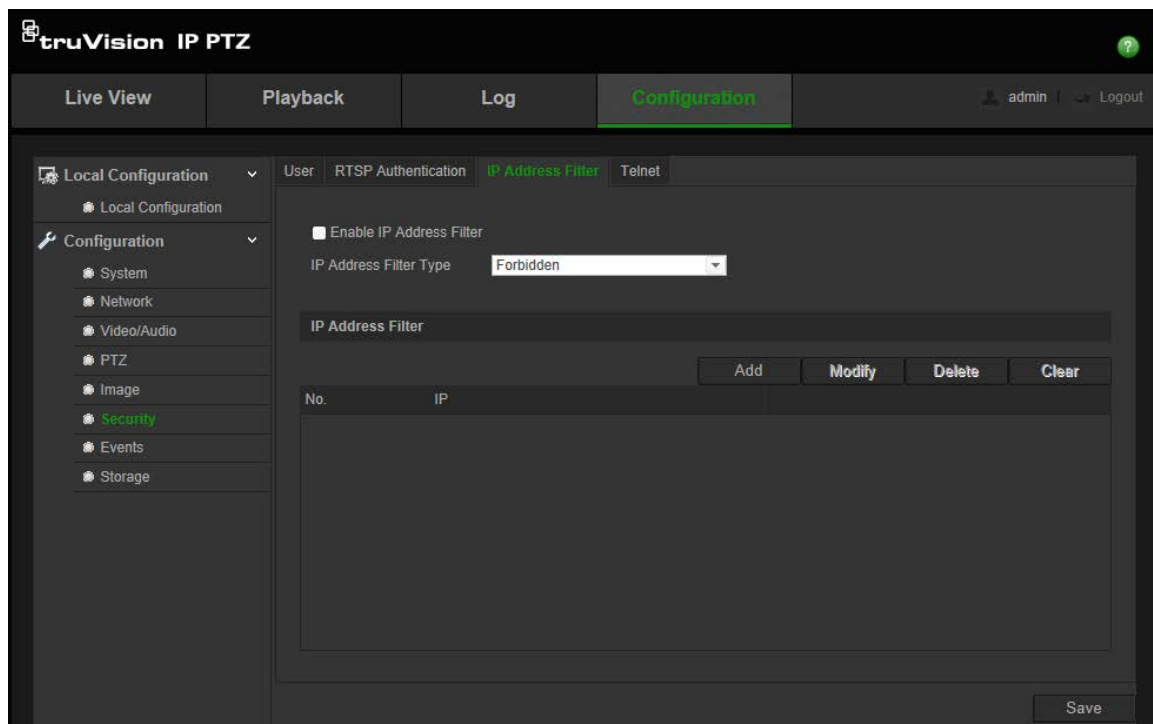 truVision IP PTZ
?
Live View
Playback
Log
Configuration
admin
Logout
Local Configuration
Local Configuration
Configuration
System
Network
Video/Audio
PTZ
Image
Security
Events
Storage
User
RTSP Authentication
IP Address Filter
Telnet
Enable IP Address Filter
IP Address Filter Type
Forbidden
IP Address Filter
Add
Modify
Delete
Clear
No.
IP
Save